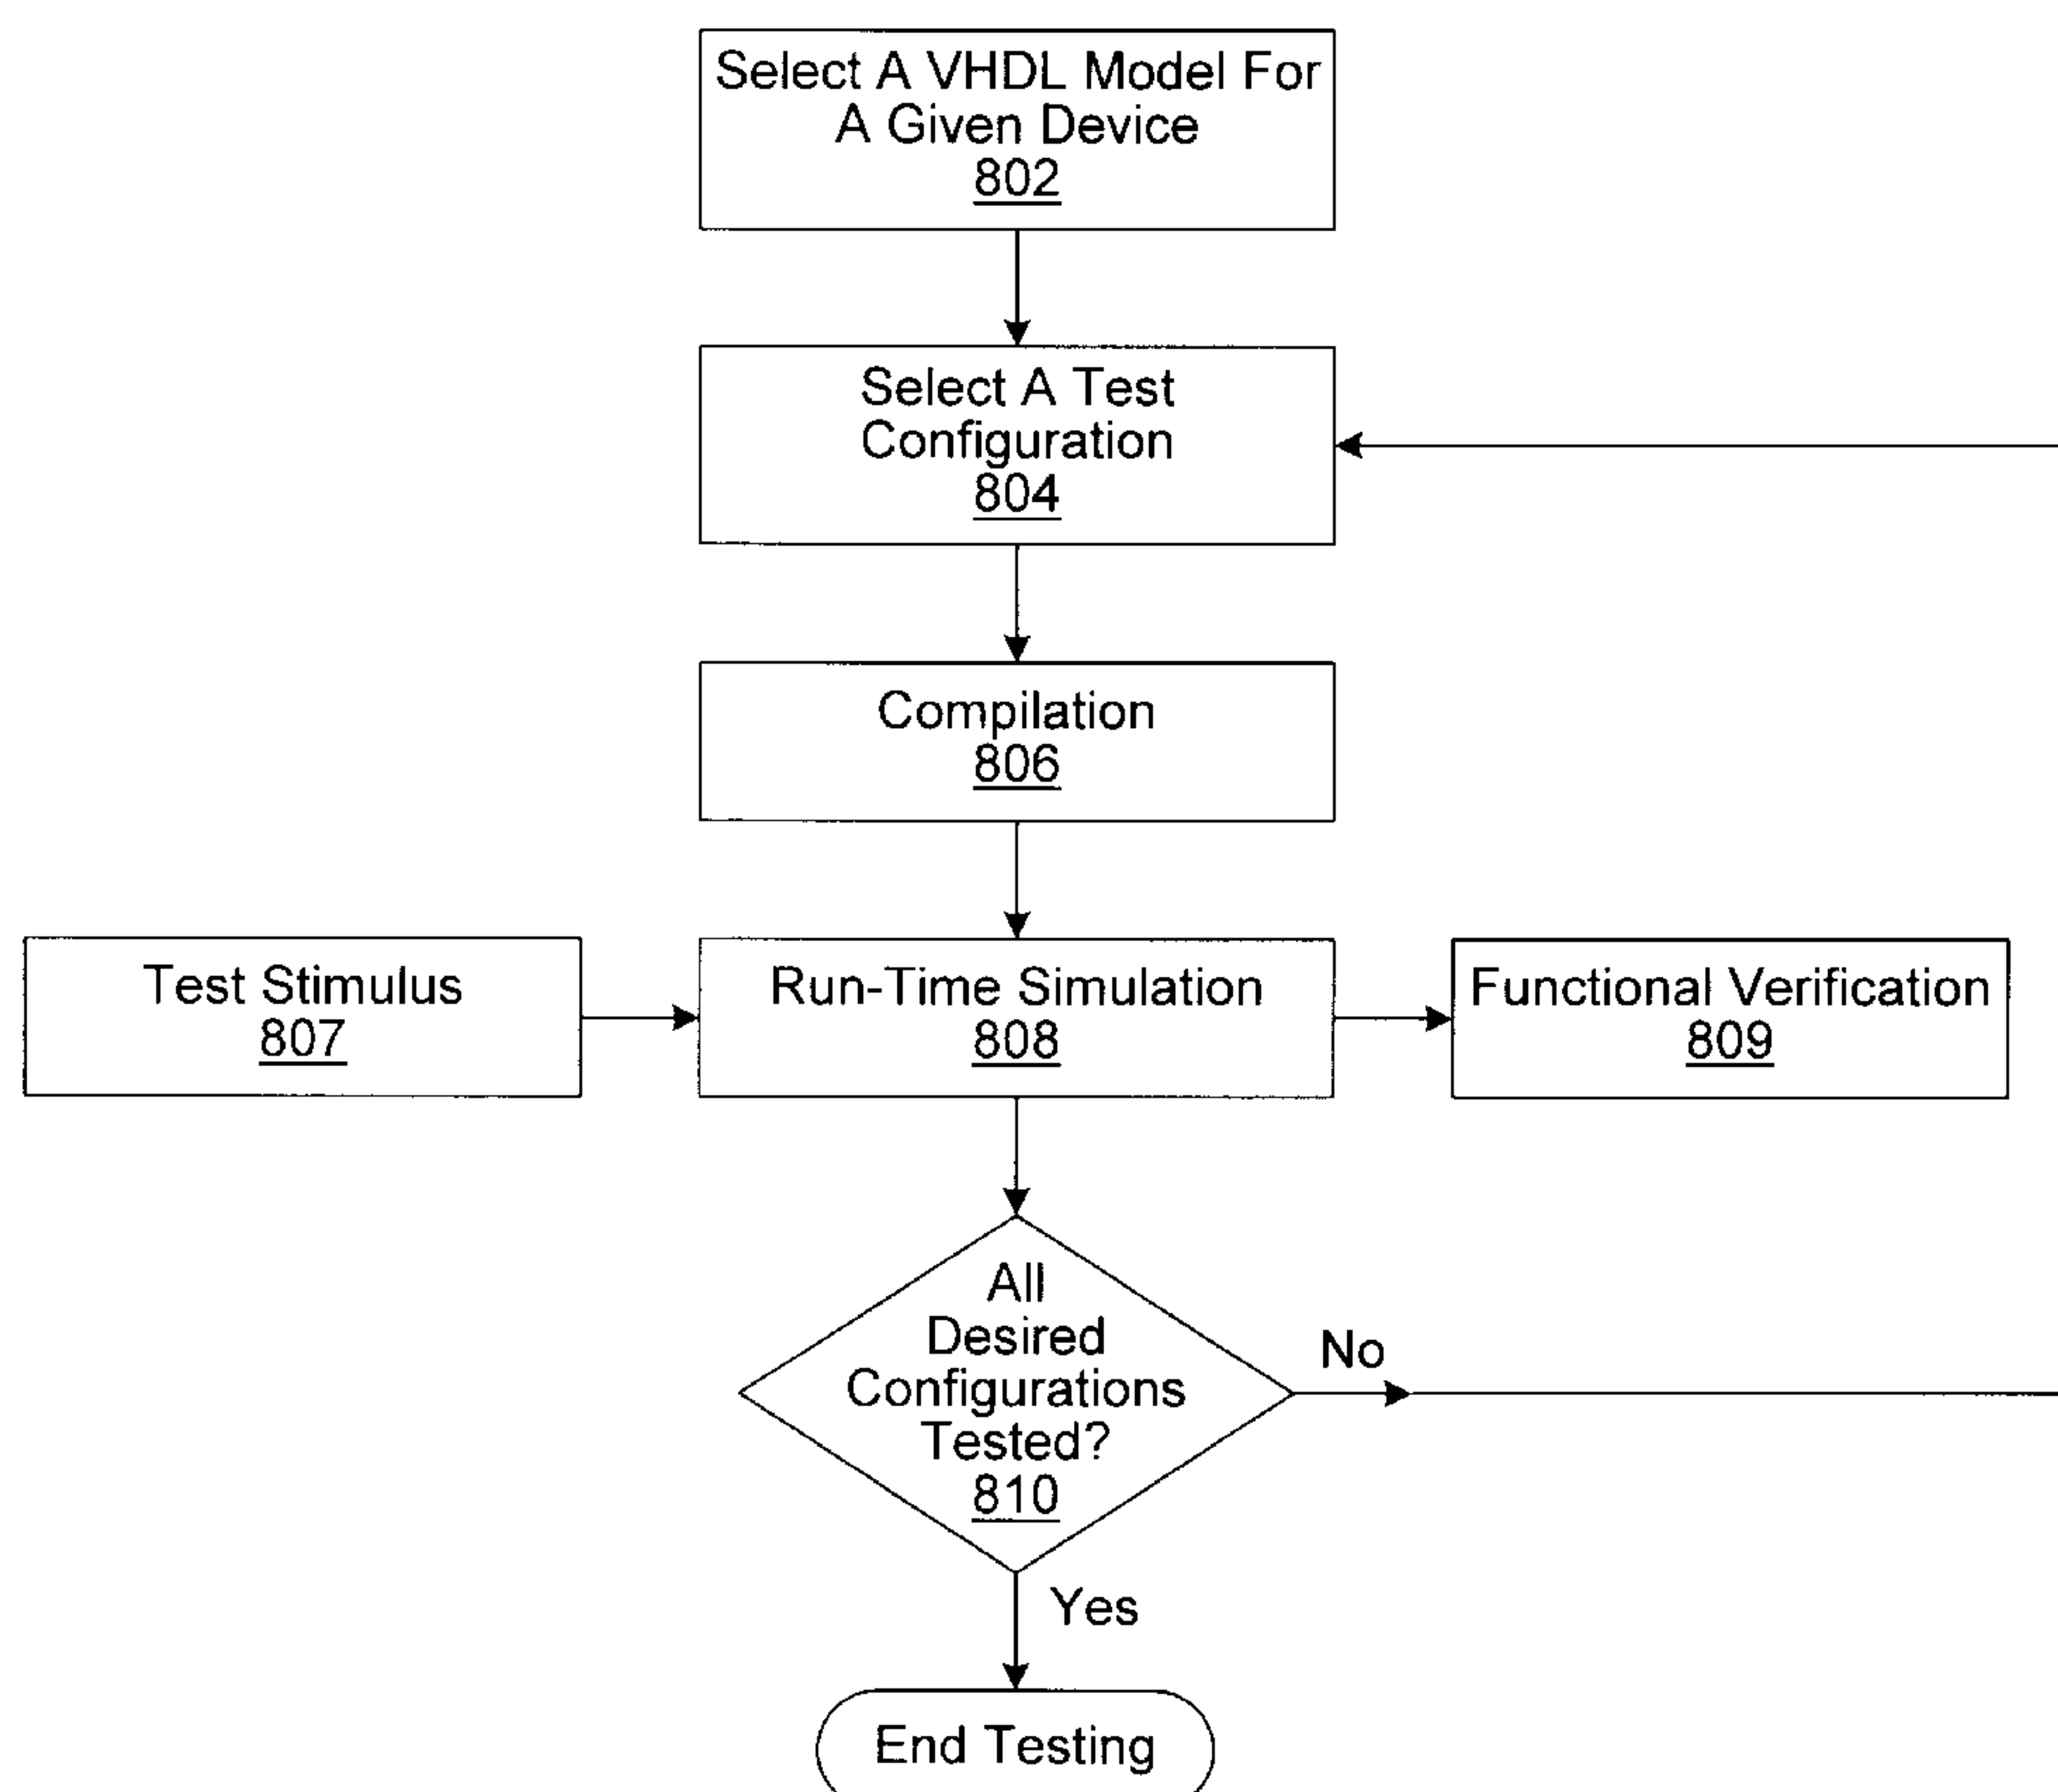 Select A VHDL Model For
A Given Device
802
Select A Test
Configuration
804
Compilation
806
Test Stimulus
807
Run-Time Simulation
808
Functional Verification
809
All
Desired
Configurations
Tested?
810
No
Yes
End Testing